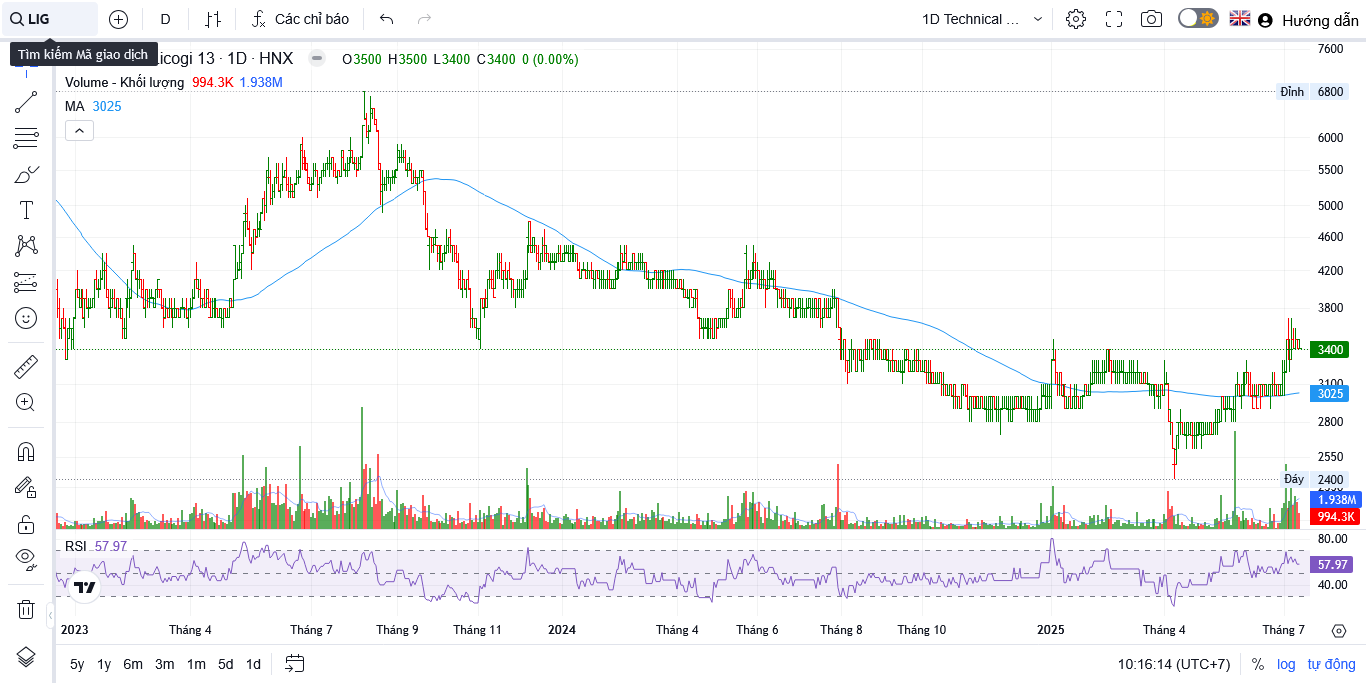 LIG
D
Các chỉ báo
1D Technical ...
Hướng dẫn
Tìm kiếm Mã giao dịch
Licogi 13 · 1D · HNX
O3500 H3500 L3400 C3400 0 (0.00%)
Volume - Khối lượng 994.3K 1.938M
MA 3025
7600
Đỉnh 6800
6000
5500
5000
4600
4200
3800
3400
3100
3025
2800
2550
Đáy 2400
1.938M
994.3K
RSI 57.97
80.00
57.97
40.00
2023 Tháng 4 Tháng 7 Tháng 9 Tháng 11 2024 Tháng 4 Tháng 6 Tháng 8 Tháng 10 2025 Tháng 4 Tháng 7
5y 1y 6m 3m 1m 5d 1d
10:16:14 (UTC+7) % log tự động